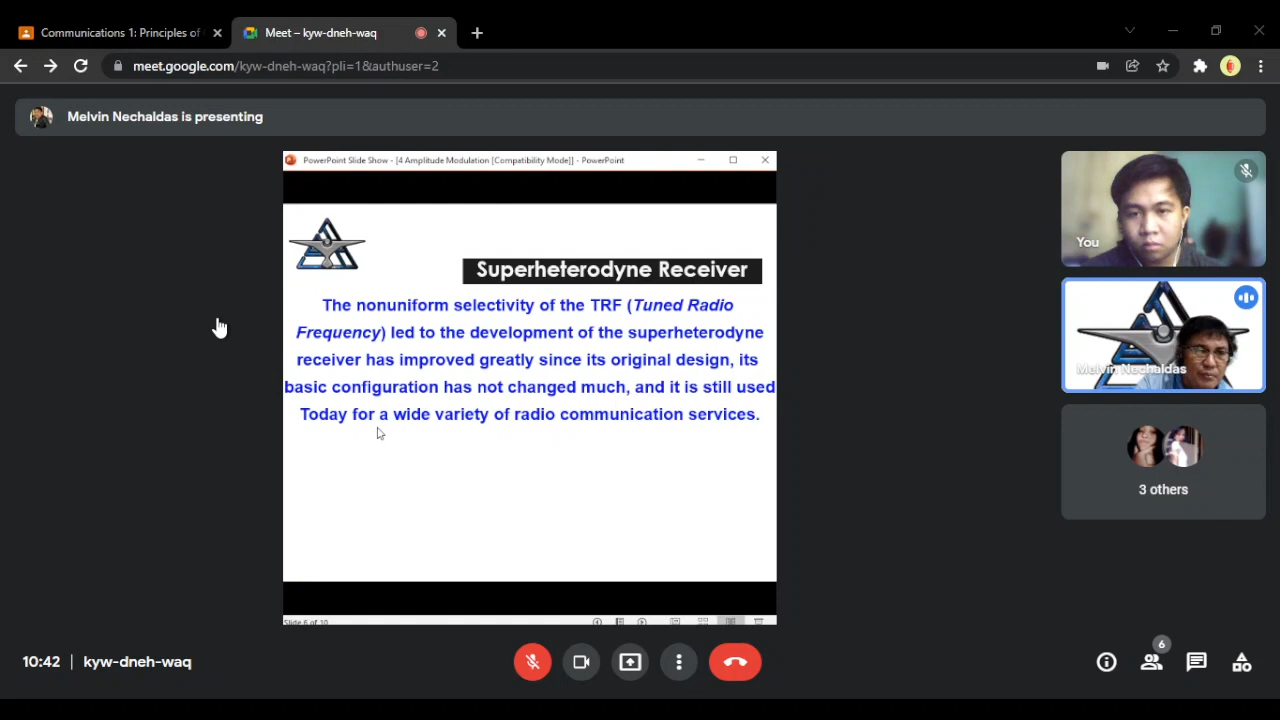 Communications 1: Principles of
Meet – kyw-dneh-waq
meet.google.com/kyw-dneh-waq?pli=1&authuser=2
Melvin Nechaldas is presenting
PowerPoint Slide Show - [4 Amplitude Modulation [Compatibility Mode]] - PowerPoint
Superheterodyne Receiver
The nonuniform selectivity of the TRF (Tuned Radio
Frequency) led to the development of the superheterodyne
receiver has improved greatly since its original design, its
basic configuration has not changed much, and it is still used
Today for a wide variety of radio communication services.
Slide 6 of 10
You
Melvin Nechaldas
3 others
10:42 | kyw-dneh-waq
6